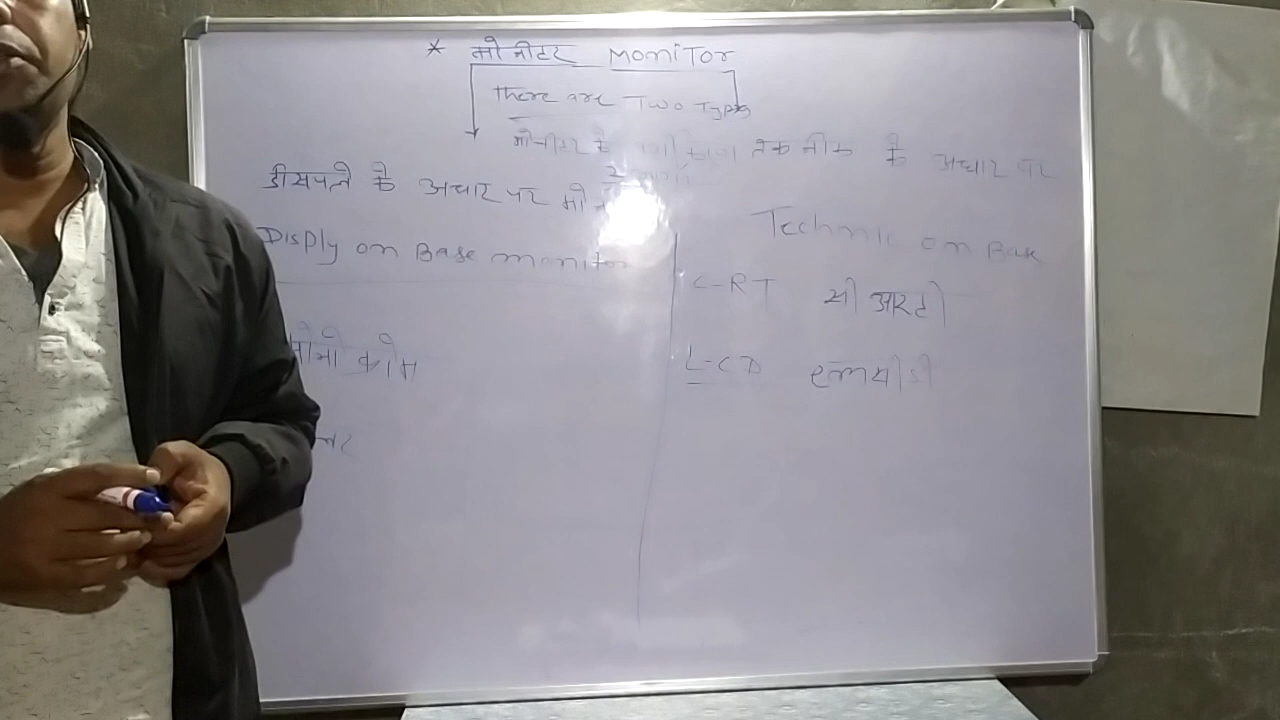 * मोनीटर MoniTor
There are Two Types
मोनीटर के तकनीक के अधार पर
डीसपले के अधार पर मो
Disply on Base monitor
Technic on Base
C-RT सी आर टी
मोनो क्रोम
L-CD एलसीडी